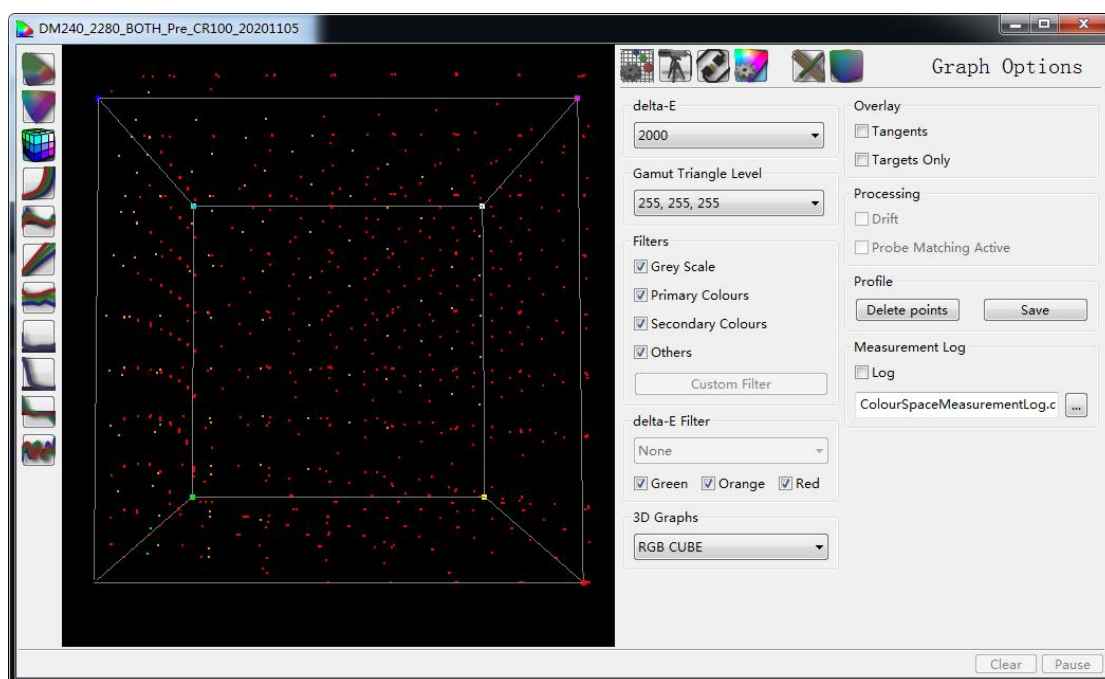 DM240_2280_BOTH_Pre_CR100_20201105
Graph Options
delta-E
2000
Gamut Triangle Level
255, 255, 255
Filters
Grey Scale
Primary Colours
Secondary Colours
Others
Custom Filter
delta-E Filter
None
Green Orange Red
3D Graphs
RGB CUBE
Overlay
Tangents
Targets Only
Processing
Drift
Probe Matching Active
Profile
Delete points Save
Measurement Log
Log
ColourSpaceMeasurementLog.c ...
Clear Pause